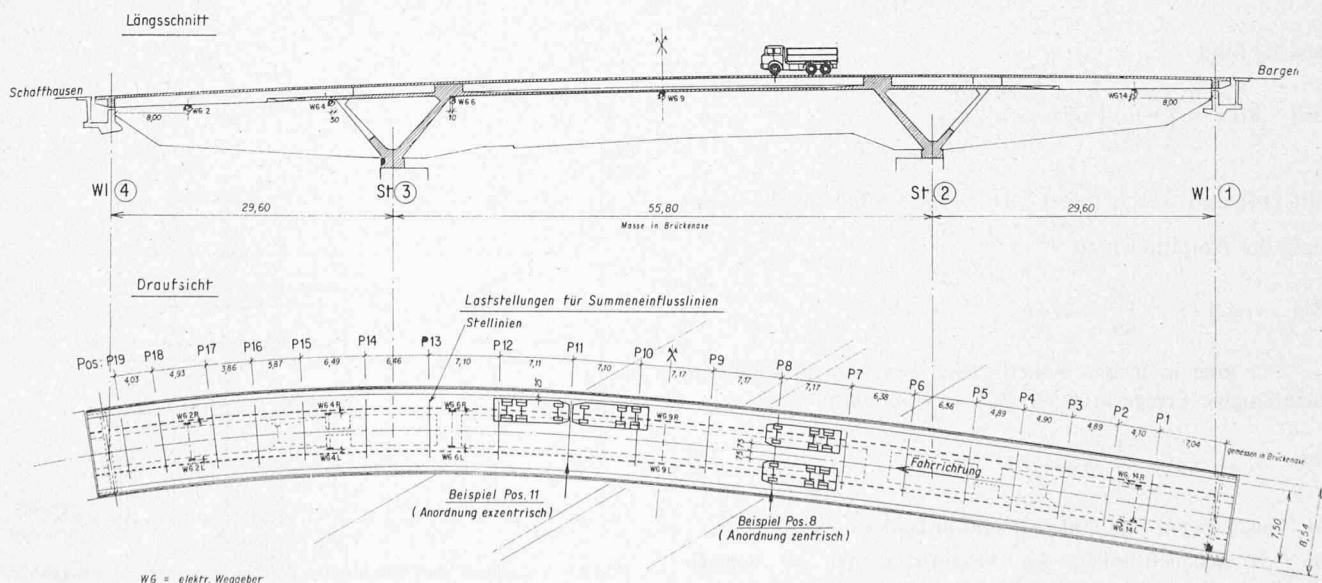 Längsschnitt
Schaffhausen
Bargen
WG 2
WG 4
WG 6
WG 9
WG 14
8,00
50
10
8,00
Wl 4
St 3
St 2
Wl 1
29,60
55,80
29,60
Masse in Brückenaxe
Draufsicht
Laststellungen für Summeneinflusslinien
Stellinien
Pos: P19 P18 P17 P16 P15 P14 P13 P12 P11 P10 P9 P8 P7 P6 P5 P4 P3 P2 P1
4,03 4,93 3,86 5,87 6,49 6,46 7,10 7,11 7,10 7,17 7,17 7,17 6,38 6,36 4,89 4,90 4,89 4,10 7,04
gemessen in Brückenaxe
WG 2R
WG 4R
WG 6R
WG 9R
WG 14R
WG 2L
WG 4L
WG 6L
WG 9L
WG 14L
75 75
Fahrrichtung
Beispiel Pos. 11
(Anordnung exzentrisch)
Beispiel Pos. 8
(Anordnung zentrisch)
7,50
8,54
WG = elektr. Weggeber